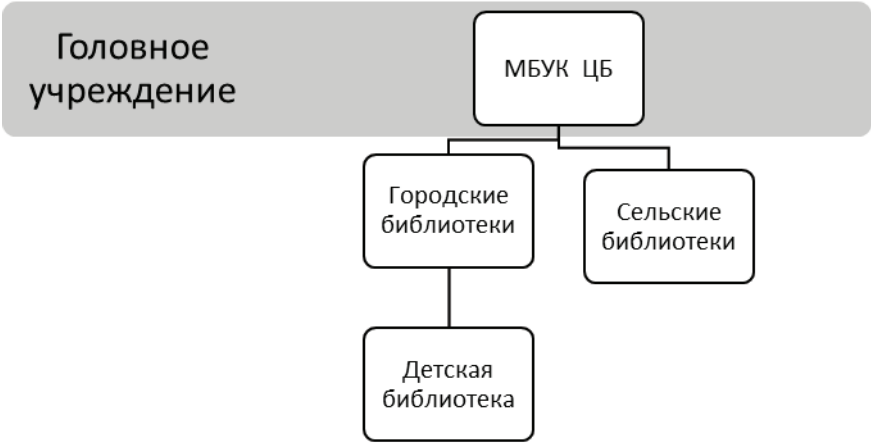 Головное
учреждение
МБУК ЦБ
Городские
библиотеки
Сельские
библиотеки
Детская
библиотека